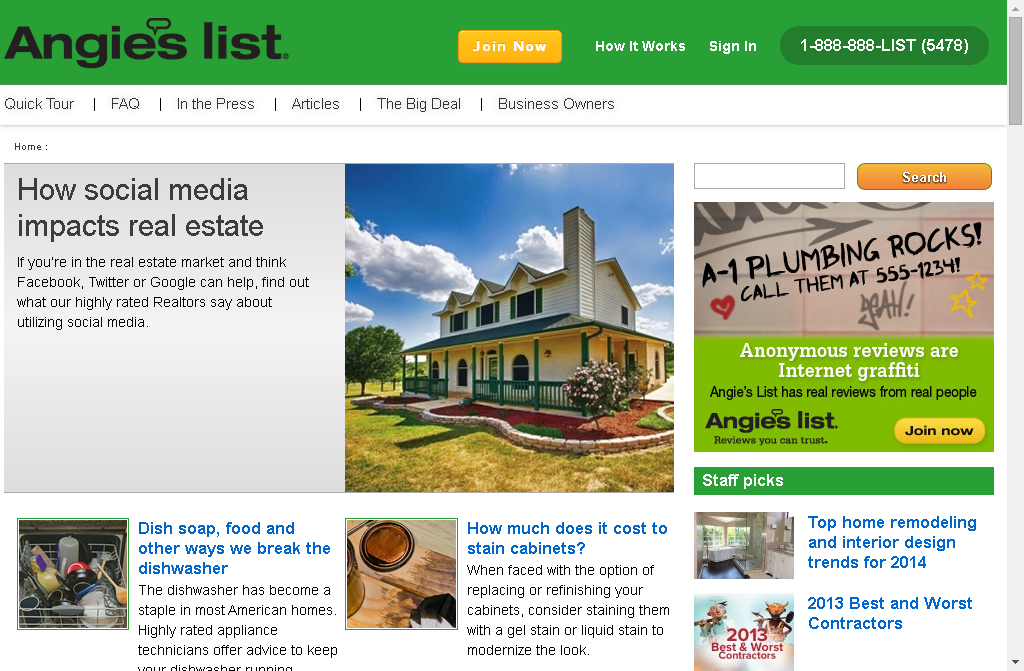 Angie's list.
Join Now
How It Works
Sign In
1-888-888-LIST (5478)
Quick Tour | FAQ | In the Press | Articles | The Big Deal | Business Owners
Home :
How social media
impacts real estate
If you're in the real estate market and think
Facebook, Twitter or Google can help, find out
what our highly rated Realtors say about
utilizing social media.
Search
A-1 PLUMBING ROCKS!
CALL THEM AT 555-1234!
YEAH!
Anonymous reviews are
Internet graffiti
Angie's List has real reviews from real people
Angie's list.
Reviews you can trust.
Join now
Staff picks
Top home remodeling
and interior design
trends for 2014
2013 Best and Worst
Contractors
2013
Best & Worst
Contractors
Dish soap, food and
other ways we break the
dishwasher
The dishwasher has become a
staple in most American homes.
Highly rated appliance
technicians offer advice to keep
your dishwasher running
How much does it cost to
stain cabinets?
When faced with the option of
replacing or refinishing your
cabinets, consider staining them
with a gel stain or liquid stain to
modernize the look.